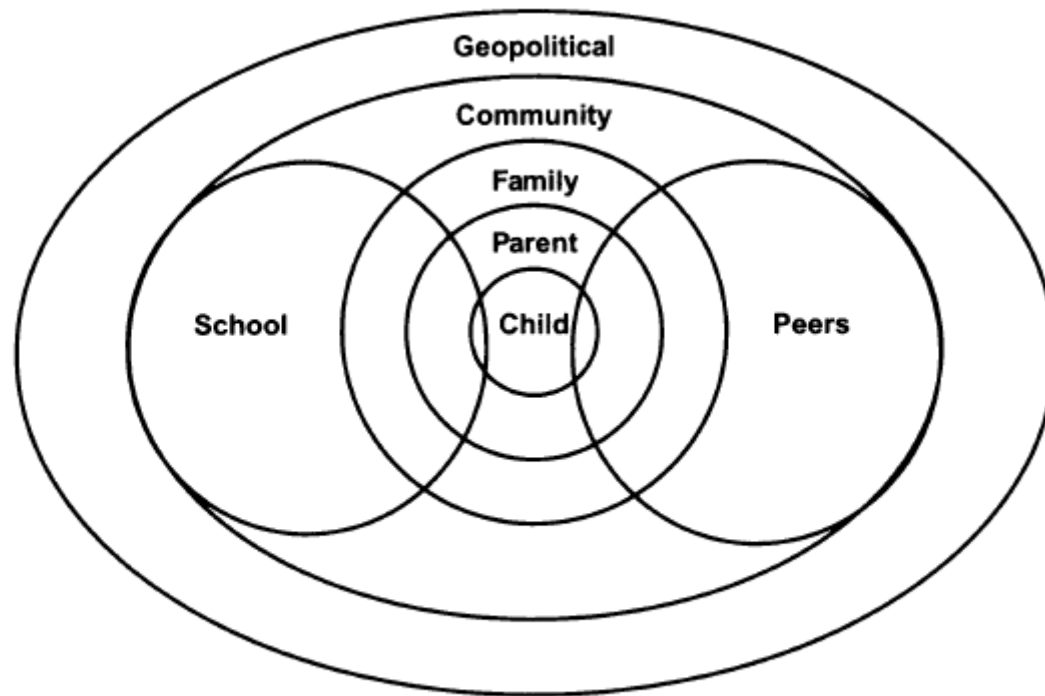 Geopolitical
Community
Family
Parent
School
Child
Peers